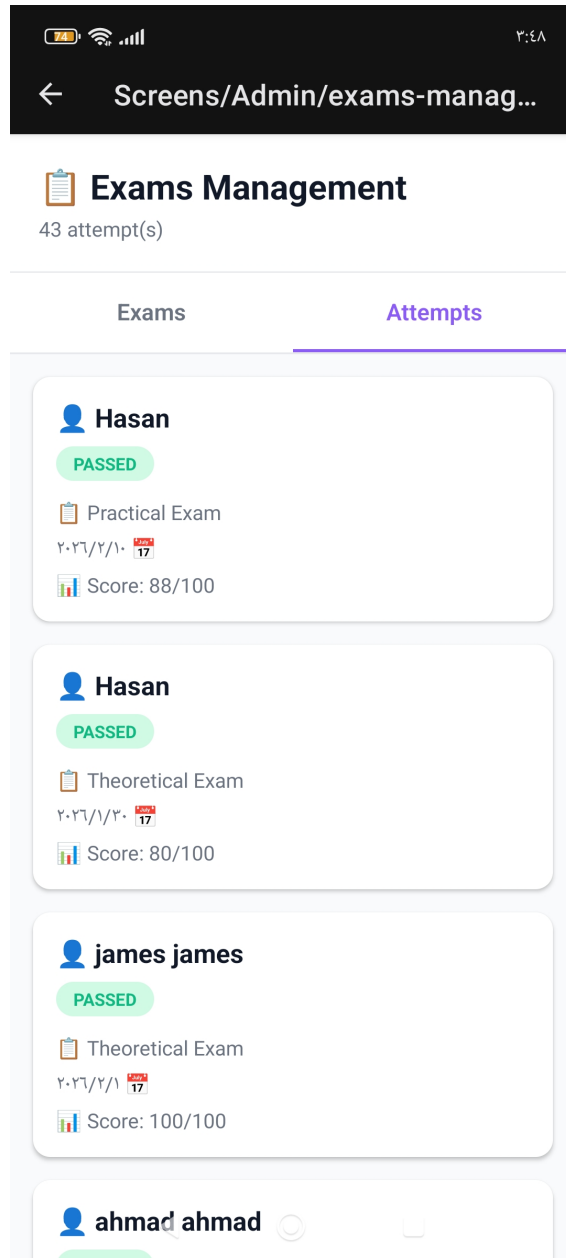 74 ٣:٤٨
Screens/Admin/exams-manag...
Exams Management
43 attempt(s)
Exams Attempts
Hasan
PASSED
Practical Exam
٢٠٢٦/٢/١٠
Score: 88/100
Hasan
PASSED
Theoretical Exam
٢٠٢٦/١/٣٠
Score: 80/100
james james
PASSED
Theoretical Exam
٢٠٢٦/٢/١
Score: 100/100
ahmad ahmad